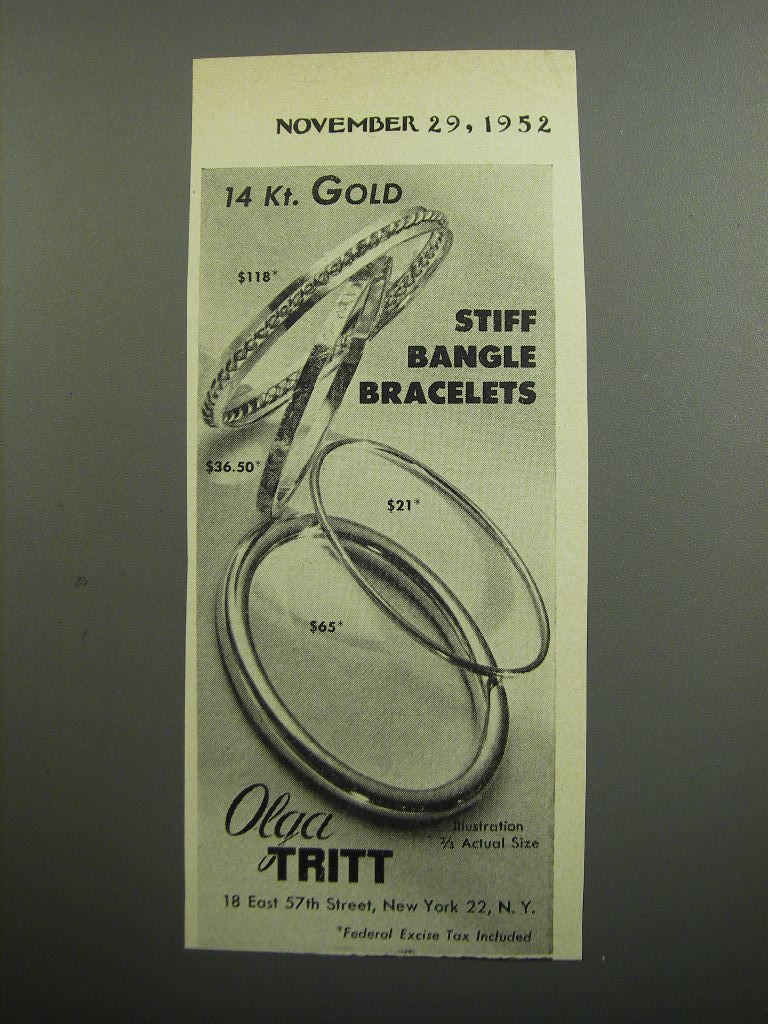 NOVEMBER 29, 1952
14 Kt. GOLD
$118*
STIFF
BANGLE
BRACELETS
$36.50*
$21*
$65*
Olga
TRITT
Illustration
⅔ Actual Size
18 East 57th Street, New York 22, N. Y.
*Federal Excise Tax Included